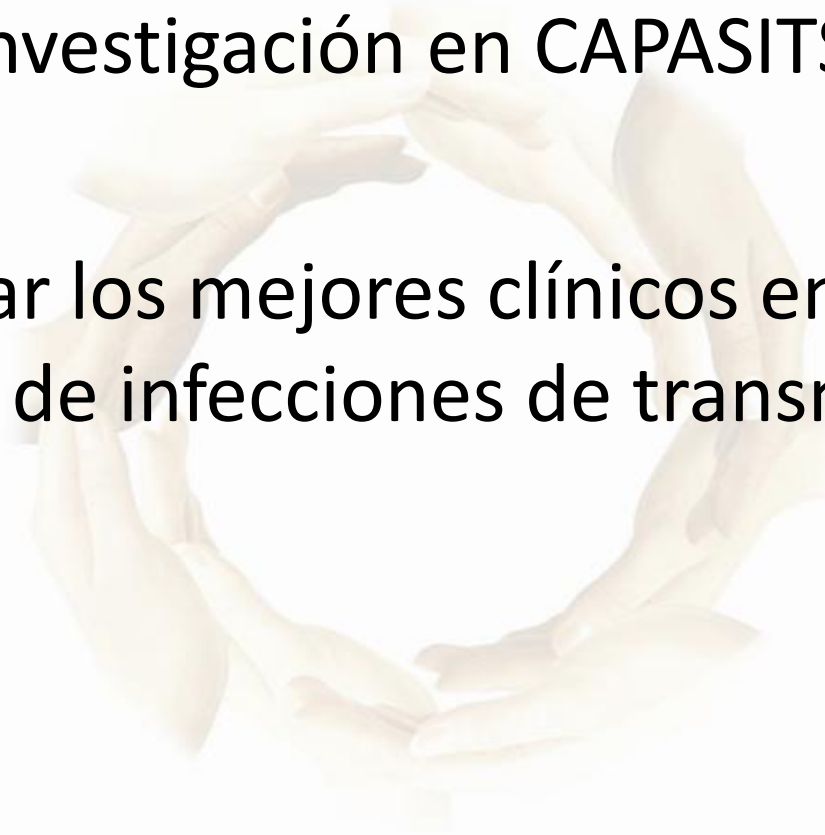 nvestigación en CAPASITS
ar los mejores clínicos en
de infecciones de transm